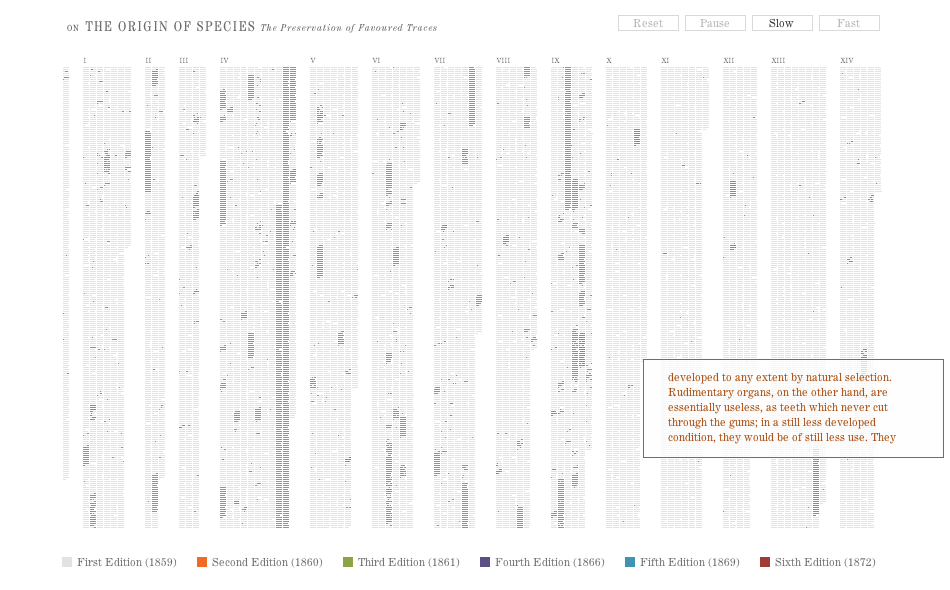 ON THE ORIGIN OF SPECIES The Preservation of Favoured Traces
Reset Pause Slow Fast
I II III IV V VI VII VIII IX X XI XII XIII XIV
developed to any extent by natural selection.
Rudimentary organs, on the other hand, are
essentially useless, as teeth which never cut
through the gums; in a still less developed
condition, they would be of still less use. They
First Edition (1859) Second Edition (1860) Third Edition (1861) Fourth Edition (1866) Fifth Edition (1869) Sixth Edition (1872)